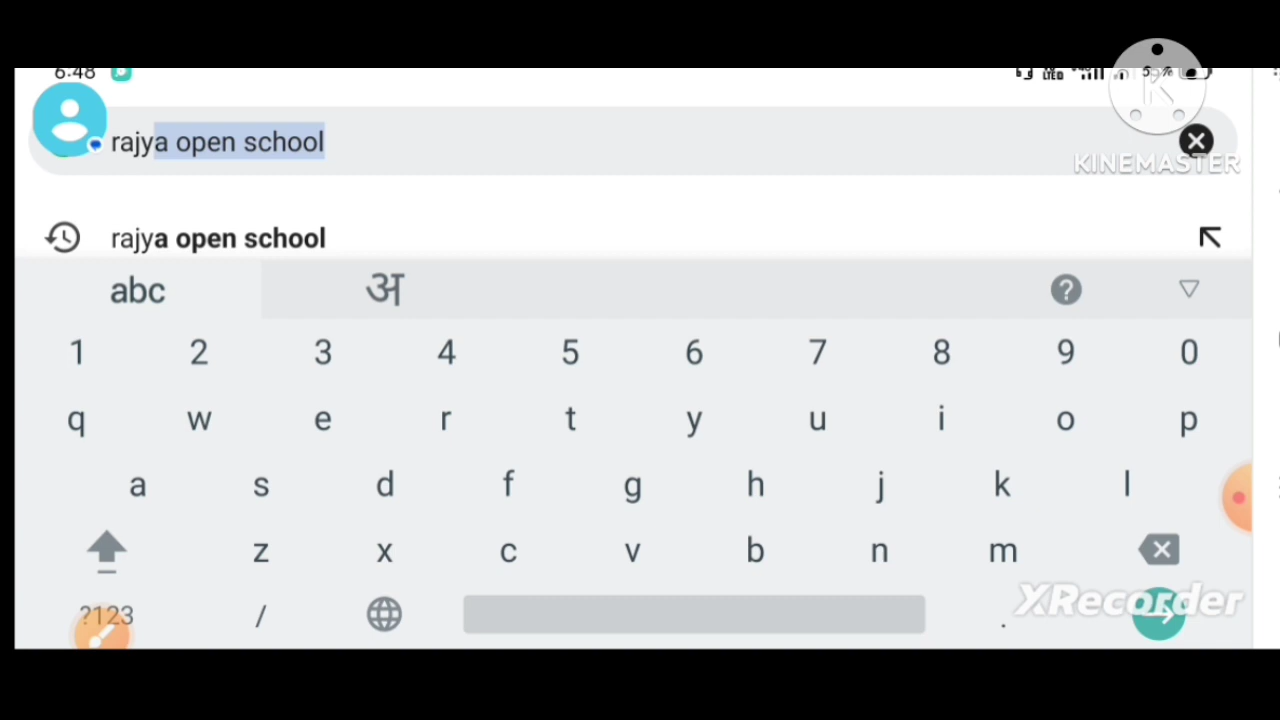 6:48
K
rajya open school
KINEMASTER
rajya open school
abc अ ?
1 2 3 4 5 6 7 8 9 0
q w e r t y u i o p
a s d f g h j k l
z x c v b n m
XRecorder
?123 / .